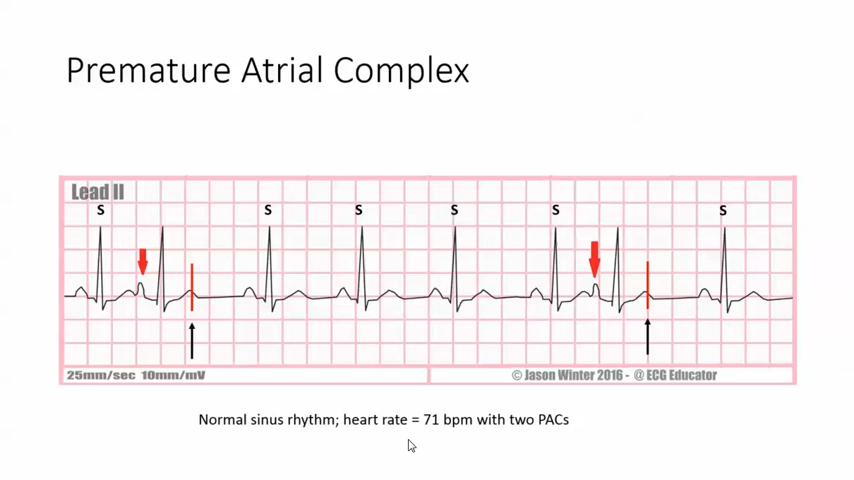 Premature Atrial Complex
Lead II
S S S S S S
25mm/sec 10mm/mV
© Jason Winter 2016 - @ ECG Educator
Normal sinus rhythm; heart rate = 71 bpm with two PACs